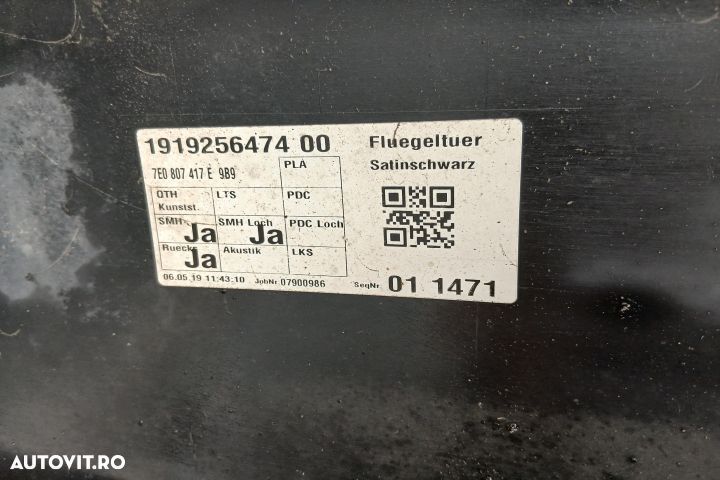 1919256474 00
Fluegeltuer
7E0 807 417 E 9B9
PLA
Satinschwarz
OTH
LTS
PDC
Kunstst.
SMH
Ja
SMH Loch
Ja
PDC Loch
Ruecks
Ja
Akustik
LKS
06.05.19 11:43:10
JobNr. 07900986
SeqNr. 01 1471
AUTOVIT.RO